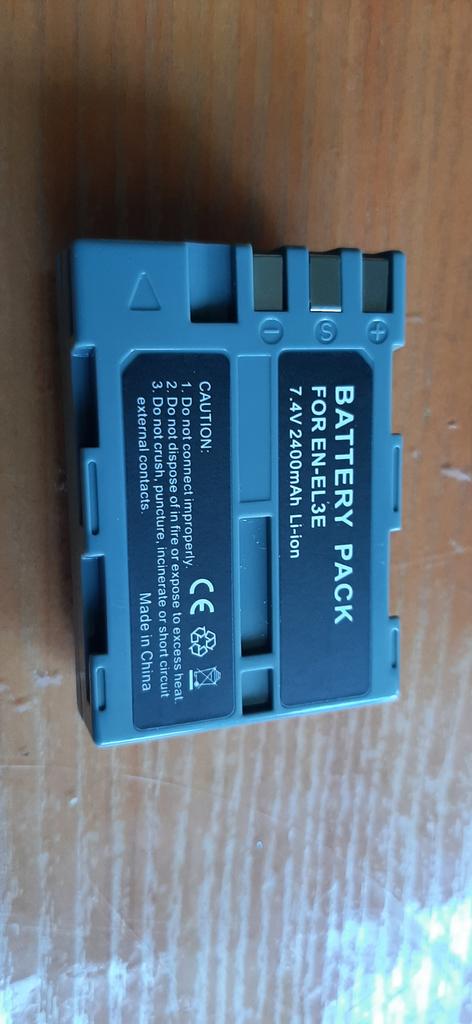 BATTERY PACK
FOR EN-EL3E
7.4V 2400mAh Li-ion
− S +
CAUTION:
1. Do not connect improperly.
2. Do not dispose of in fire or expose to excess heat.
3. Do not crush, puncture, incinerate or short circuit
external contacts.
CE
Made in China